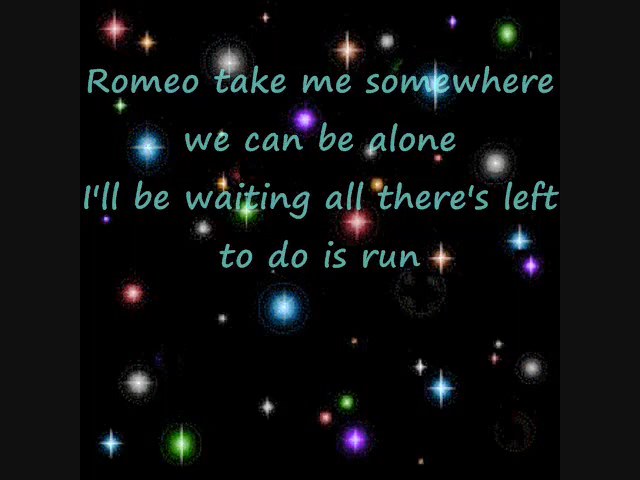 Romeo take me somewhere
we can be alone
I'll be waiting all there's left
to do is run